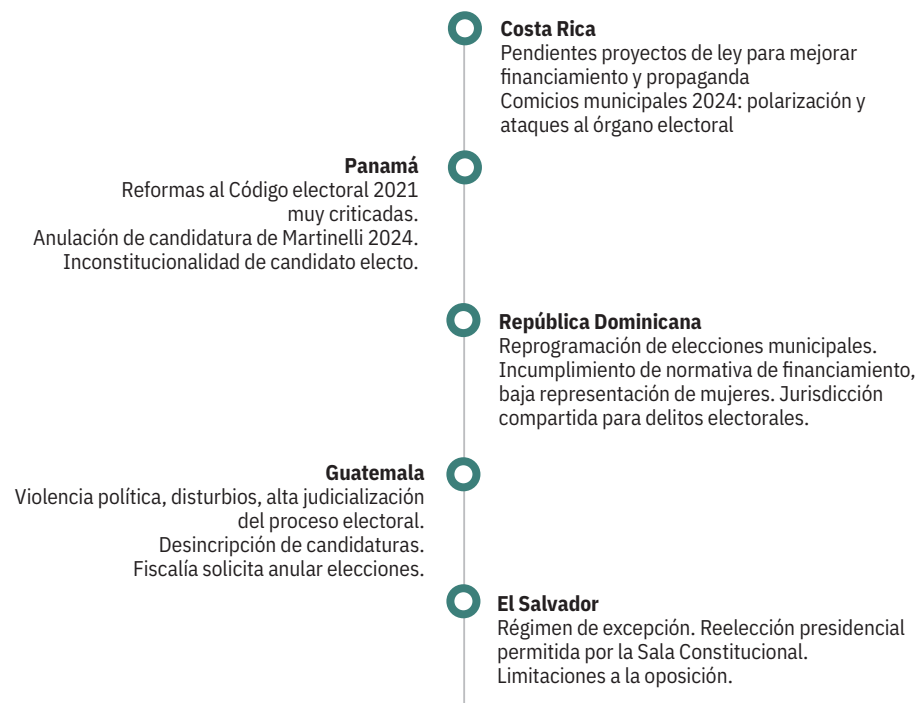 Costa Rica
Pendientes proyectos de ley para mejorar
financiamiento y propaganda
Comicios municipales 2024: polarización y
ataques al órgano electoral
Panamá
Reformas al Código electoral 2021
muy criticadas.
Anulación de candidatura de Martinelli 2024.
Inconstitucionalidad de candidato electo.
República Dominicana
Reprogramación de elecciones municipales.
Incumplimiento de normativa de financiamiento,
baja representación de mujeres. Jurisdicción
compartida para delitos electorales.
Guatemala
Violencia política, disturbios, alta judicialización
del proceso electoral.
Desincripción de candidaturas.
Fiscalía solicita anular elecciones.
El Salvador
Régimen de excepción. Reelección presidencial
permitida por la Sala Constitucional.
Limitaciones a la oposición.